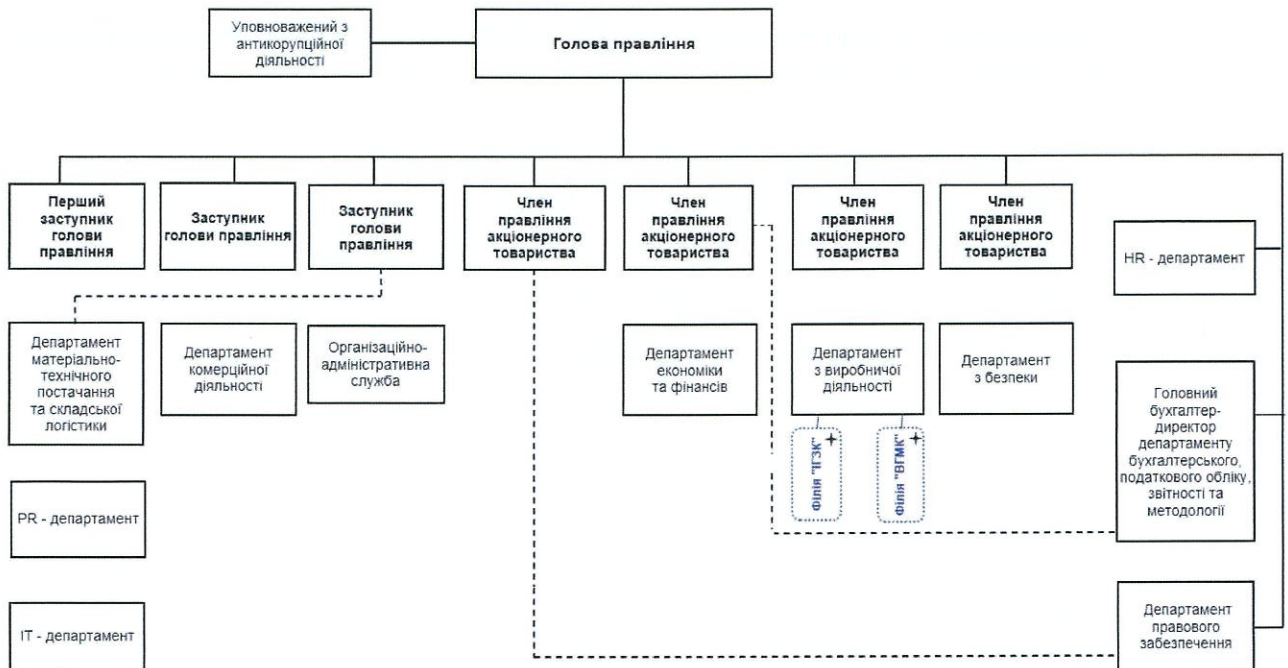 Уповноважений з
антикорупційної
діяльності
Голова правління
Перший
заступник
голови
правління
Заступник
голови правління
Заступник
голови
правління
Член
правління
акціонерного
товариства
Член
правління
акціонерного
товариства
Член
правління
акціонерного
товариства
Член
правління
акціонерного
товариства
HR - департамент
Департамент
матеріально-
технічного
постачання
та складської
логістики
Департамент
комерційної
діяльності
Організаційно-
адміністративна
служба
Департамент
економіки
та фінансів
Департамент
з виробничої
діяльності
Департамент
з безпеки
Головний
бухгалтер-
директор
департаменту
бухгалтерського,
податкового обліку,
звітності та
методології
Філія "ІГЗК"
Філія "ВГМК"
PR - департамент
IT - департамент
Департамент
правового
забезпечення